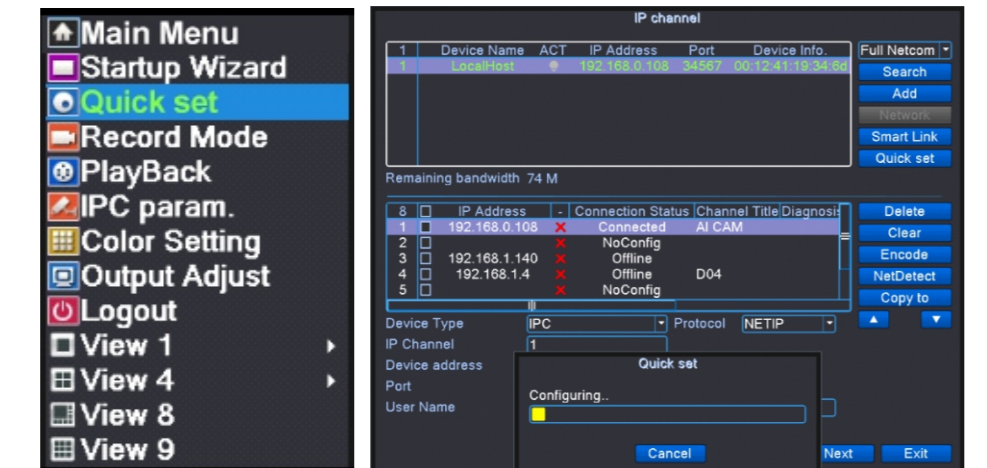 Main Menu
Startup Wizard
Quick set
Record Mode
PlayBack
IPC param.
Color Setting
Output Adjust
Logout
View 1
View 4
View 8
View 9
IP channel
1 Device Name ACT IP Address Port Device Info. Full Netcom
1 LocalHost 192.168.0.108 34567 00:12:41:19:34:6d
Search
Add
Network
Smart Link
Quick set
Remaining bandwidth 74 M
8 IP Address - Connection Status Channel Title Diagnosis Delete
1 192.168.0.108 Connected AI CAM
Clear
2 NoConfig
3 192.168.1.140 Offline
Encode
4 192.168.1.4 Offline D04
NetDetect
5 NoConfig
Copy to
Device Type IPC Protocol NETIP
IP Channel 1
Device address
Port
User Name
Quick set
Configuring..
Cancel
Next Exit